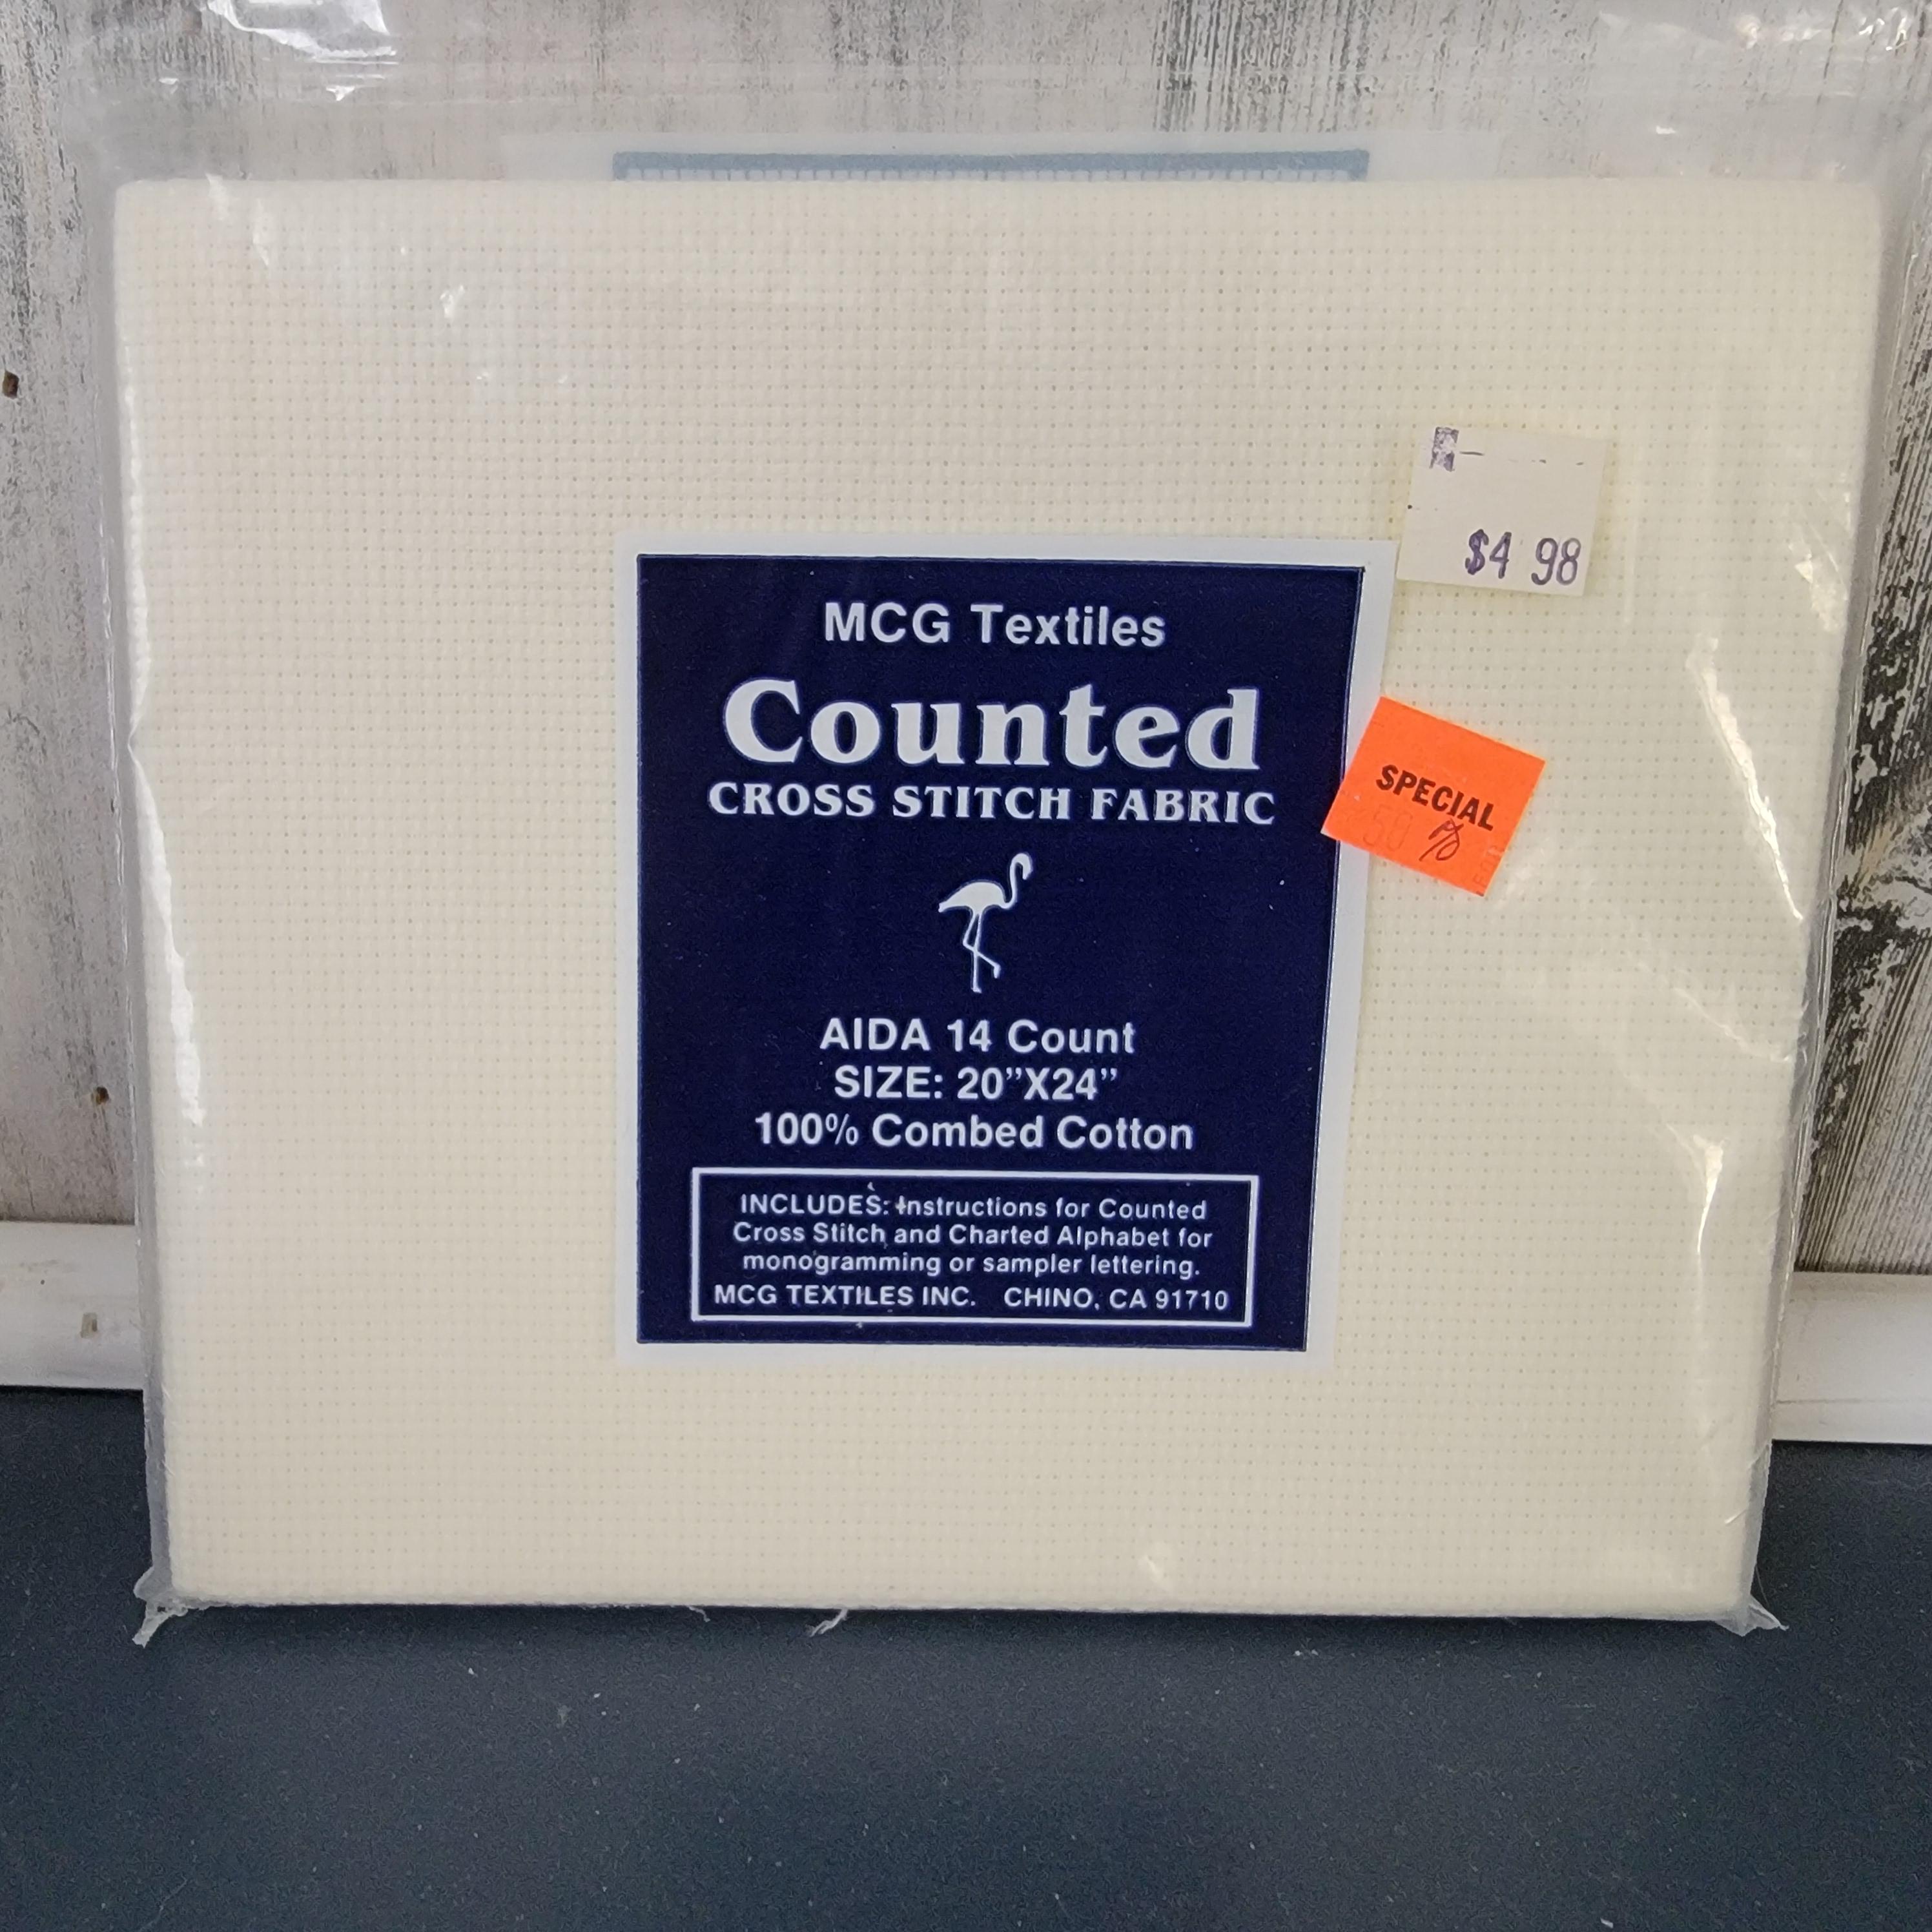 $4 98
MCG Textiles
Counted
CROSS STITCH FABRIC
SPECIAL
50 %
AIDA 14 Count
SIZE: 20”X24”
100% Combed Cotton
INCLUDES: Instructions for Counted
Cross Stitch and Charted Alphabet for
monogramming or sampler lettering.
MCG TEXTILES INC. CHINO, CA 91710